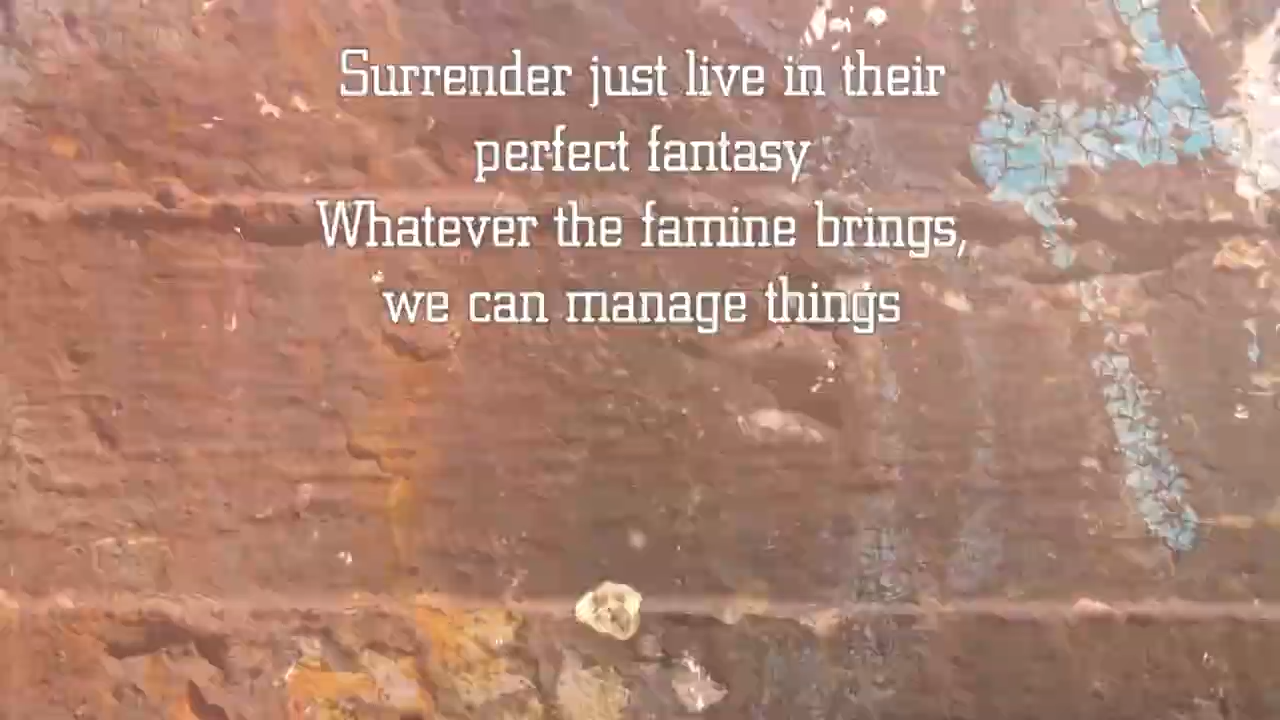 Surrender just live in their
perfect fantasy
Whatever the famine brings,
we can manage things